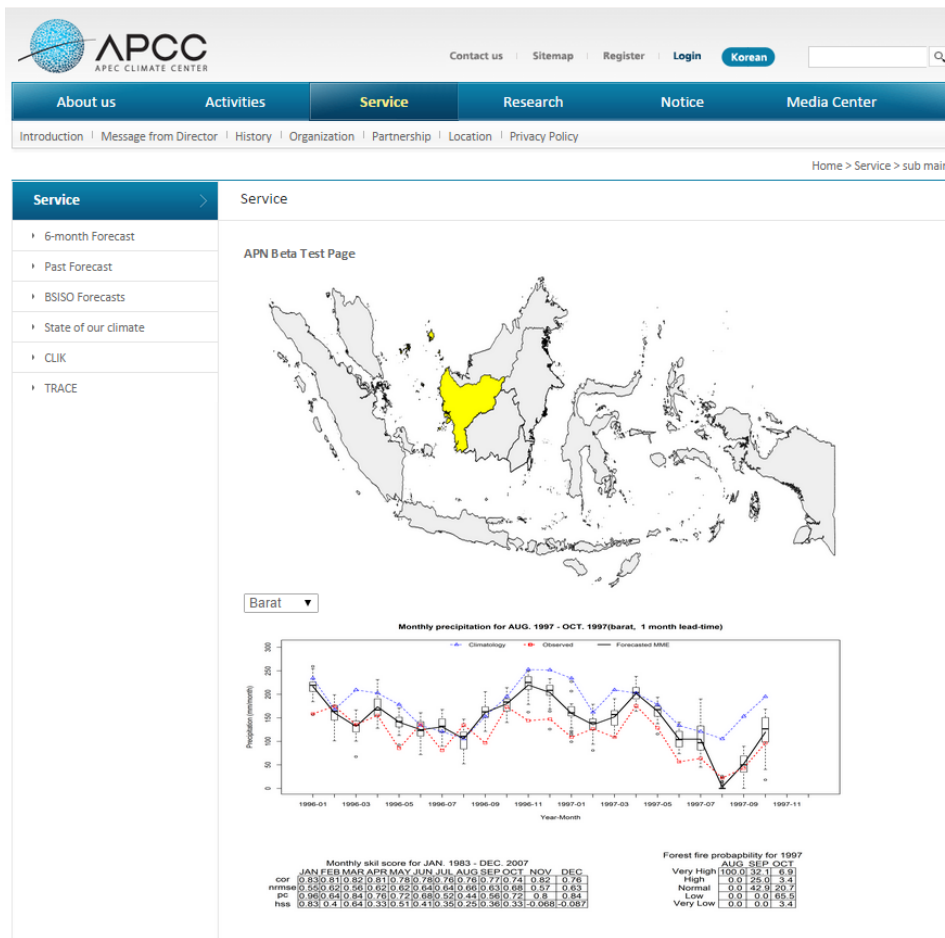 APCC
APEC CLIMATE CENTER
Contact us Sitemap Register Login Korean
About us Activities Service Research Notice Media Center
Introduction Message from Director History Organization Partnership Location Privacy Policy
Home > Service > sub main
Service
Service
6-month Forecast
Past Forecast
BSISO Forecasts
State of our climate
CLIK
TRACE
APN Beta Test Page
Barat ▼
Monthly precipitation for AUG. 1997 - OCT. 1997(barat, 1 month lead-time)
Climatology Observed Forecasted MME
Precipitation (mm/month)
300
250
200
150
100
50
0
1996-01 1996-03 1996-05 1996-07 1996-09 1996-11 1997-01 1997-03 1997-05 1997-07 1997-09 1997-11
Year-Month
Monthly skil score for JAN. 1983 - DEC. 2007
JAN FEB MAR APR MAY JUN JUL AUG SEP OCT NOV DEC
cor 0.83 0.81 0.82 0.81 0.78 0.78 0.76 0.76 0.77 0.74 0.82 0.76
nrmse 0.55 0.62 0.56 0.62 0.62 0.64 0.64 0.66 0.63 0.68 0.57 0.63
pc 0.96 0.64 0.84 0.76 0.72 0.68 0.52 0.44 0.56 0.72 0.8 0.84
hss 0.83 0.4 0.64 0.33 0.51 0.41 0.35 0.25 0.36 0.33 -0.068 -0.087
Forest fire probapbility for 1997
AUG SEP OCT
Very High 100.0 32.1 6.9
High 0.0 25.0 3.4
Normal 0.0 42.9 20.7
Low 0.0 0.0 65.5
Very Low 0.0 0.0 3.4